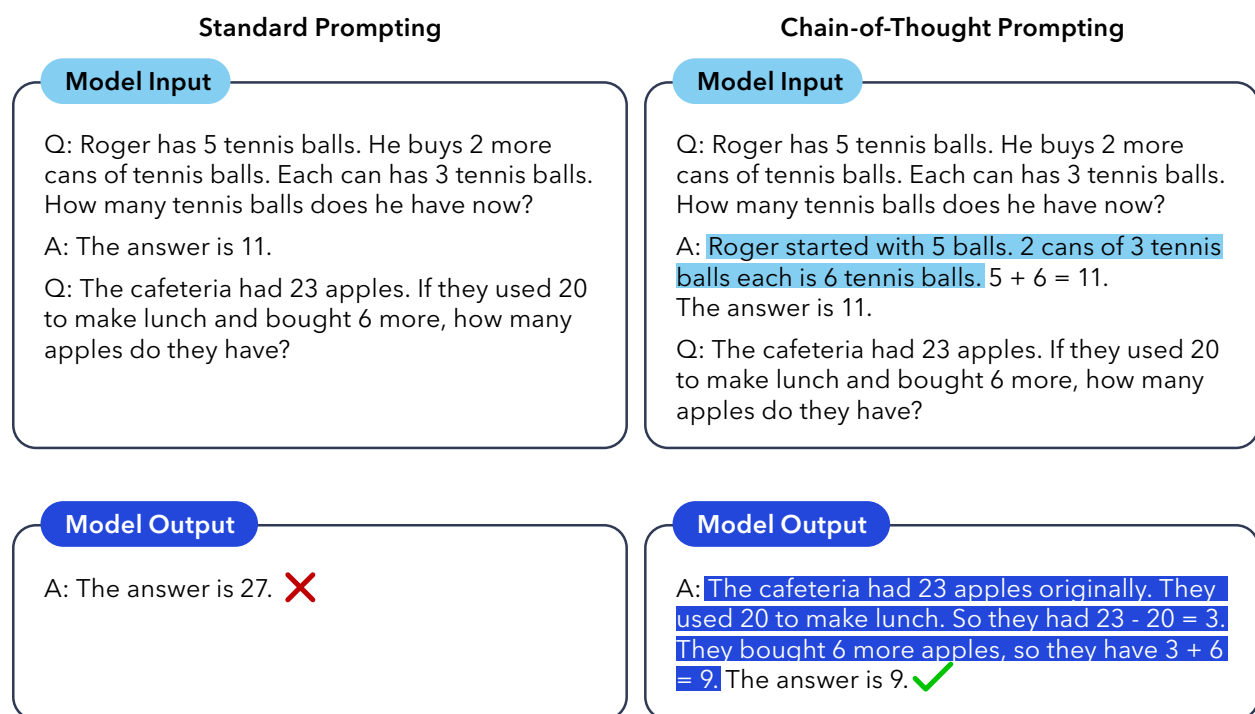 Standard Prompting
Model Input
Q: Roger has 5 tennis balls. He buys 2 more
cans of tennis balls. Each can has 3 tennis balls.
How many tennis balls does he have now?
A: The answer is 11.
Q: The cafeteria had 23 apples. If they used 20
to make lunch and bought 6 more, how many
apples do they have?
Model Output
A: The answer is 27.
Chain-of-Thought Prompting
Model Input
Q: Roger has 5 tennis balls. He buys 2 more
cans of tennis balls. Each can has 3 tennis balls.
How many tennis balls does he have now?
A: Roger started with 5 balls. 2 cans of 3 tennis
balls each is 6 tennis balls. 5 + 6 = 11.
The answer is 11.
Q: The cafeteria had 23 apples. If they used 20
to make lunch and bought 6 more, how many
apples do they have?
Model Output
A: The cafeteria had 23 apples originally. They
used 20 to make lunch. So they had 23 - 20 = 3.
They bought 6 more apples, so they have 3 + 6
= 9. The answer is 9.